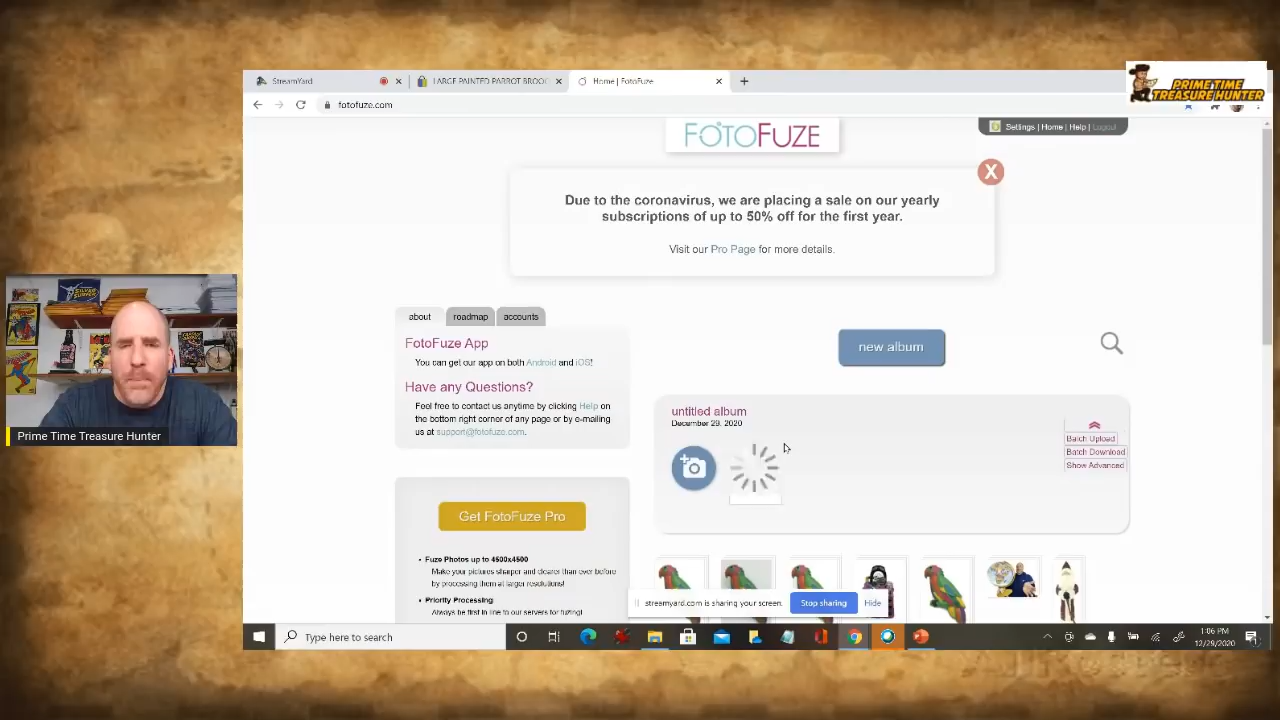 PRIME TIME
TREASURE HUNTER
StreamYard
LARGE PAINTED PARROT BROO
Home | FotoFuze
fotofuze.com
FOTOFUZE
Settings | Home | Help | Logout
X
Due to the coronavirus, we are placing a sale on our yearly
subscriptions of up to 50% off for the first year.
Visit our Pro Page for more details.
about
roadmap
accounts
new album
FotoFuze App
You can get our app on both Android and iOS!
Have any Questions?
Feel free to contact us anytime by clicking Help on
the bottom right corner of any page or by e-mailing
us at support@fotofuze.com.
untitled album
December 29, 2020
Batch Upload
Batch Download
Show Advanced
SILVER
SURFER
Prime Time Treasure Hunter
Get FotoFuze Pro
• Fuze Photos up to 4500x4500
Make your pictures sharper and clearer than ever before
by processing them at larger resolutions!
• Priority Processing
Always be first in line to our servers for fuzing!
streamyard.com is sharing your screen.
Stop sharing
Hide
Type here to search
1:06 PM
12/29/2020